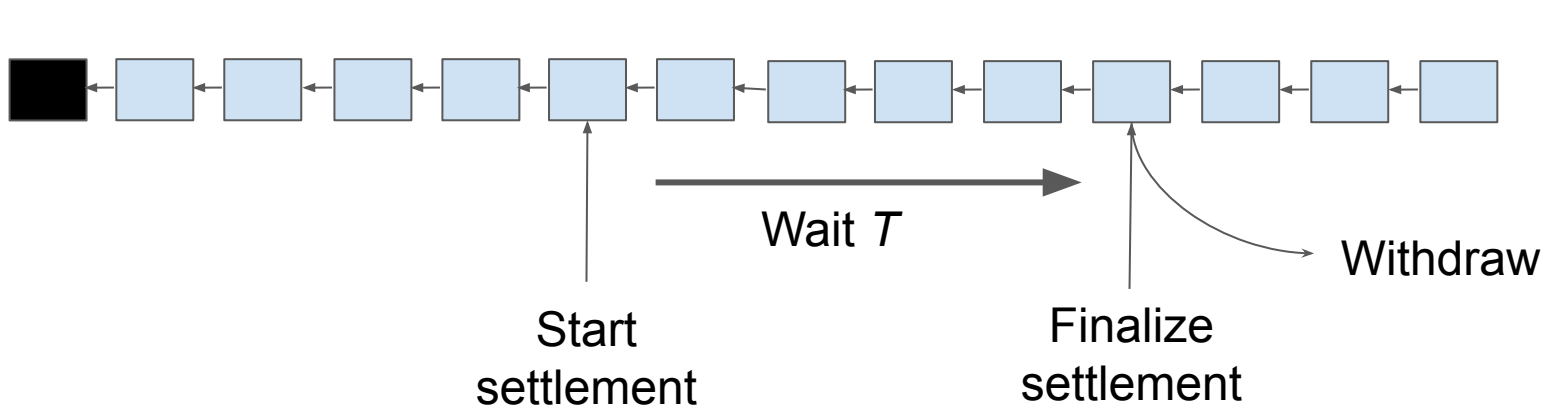 Wait T
Withdraw
Start
settlement
Finalize
settlement